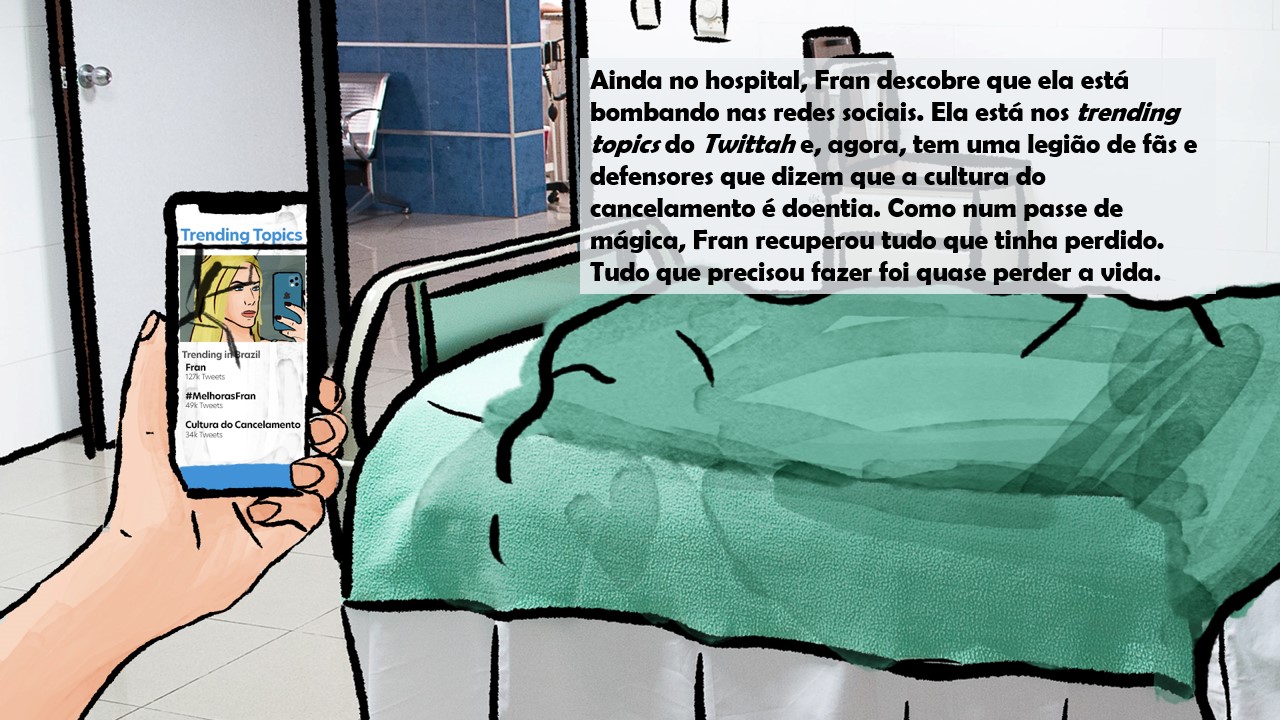 Ainda no hospital, Fran descobre que ela está
bombando nas redes sociais. Ela está nos trending
topics do Twittah e, agora, tem uma legião de fãs e
defensores que dizem que a cultura do
cancelamento é doentia. Como num passe de
mágica, Fran recuperou tudo que tinha perdido.
Tudo que precisou fazer foi quase perder a vida.
Trending Topics
Trending in Brazil
Fran
127k Tweets
#MelhorasFran
49k Tweets
Cultura do Cancelamento
34k Tweets